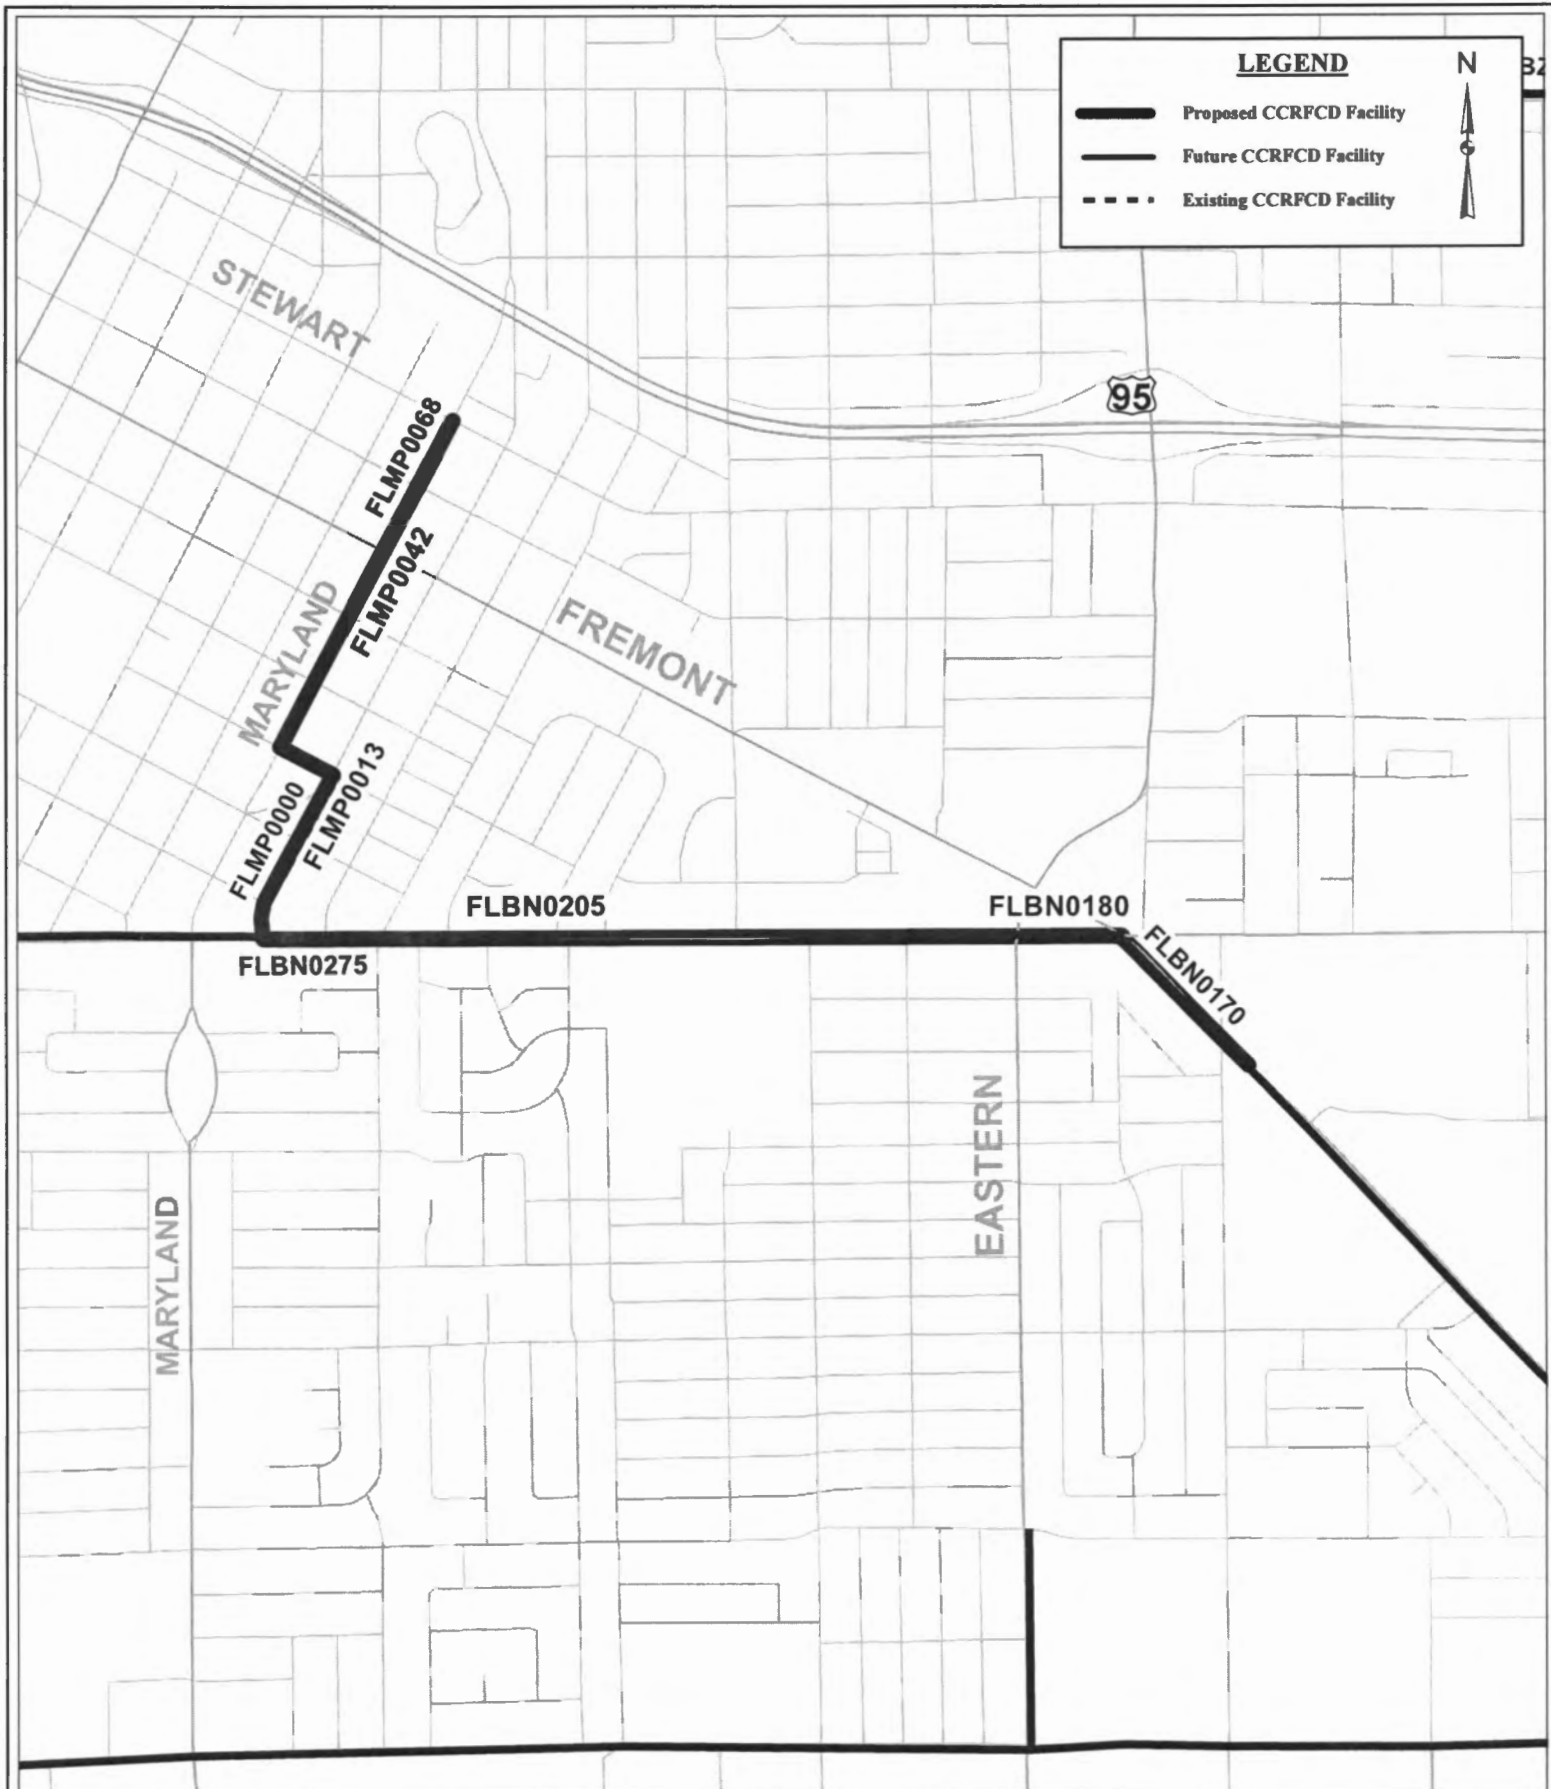 LEGEND
N
Proposed CCRFCD Facility
Future CCRFCD Facility
Existing CCRFCD Facility
STEWART
95
FLMP0068
FLMP0042
MARYLAND
FREMONT
FLMP0013
FLMP0000
FLBN0205
FLBN0180
FLBN0170
FLBN0275
EASTERN
MARYLAND